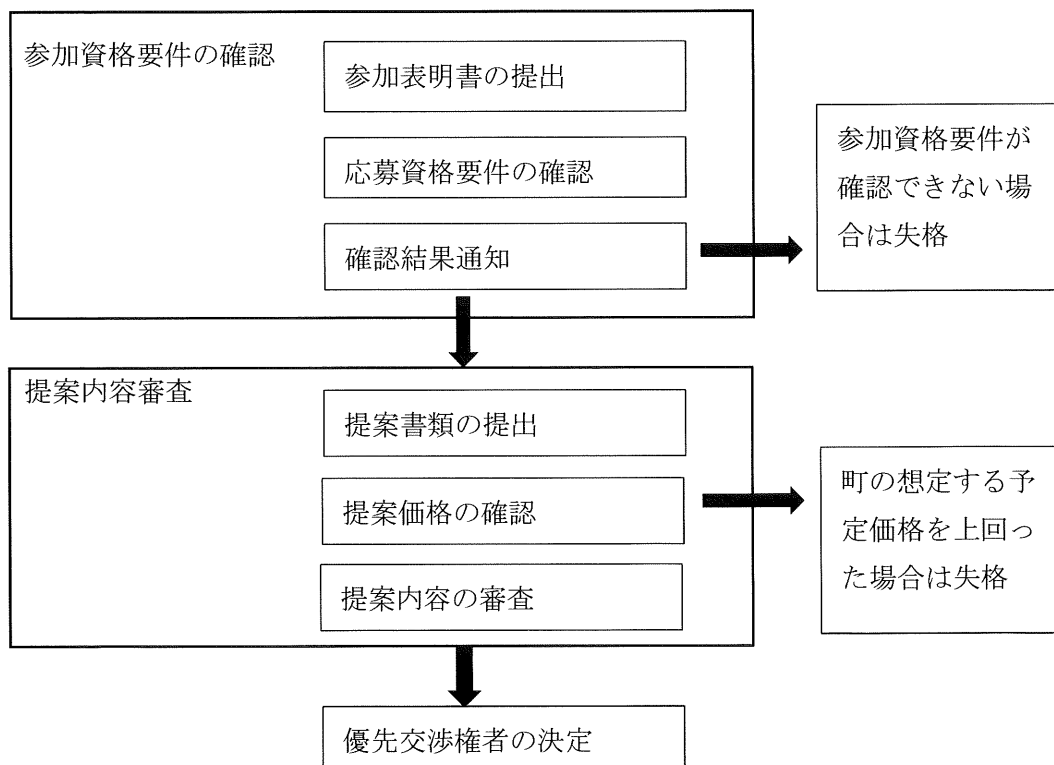 参加資格要件の確認
参加表明書の提出
応募資格要件の確認
確認結果通知
参加資格要件が
確認できない場
合は失格
提案内容審査
提案書類の提出
提案価格の確認
提案内容の審査
町の想定する予
定価格を上回っ
た場合は失格
優先交渉権者の決定